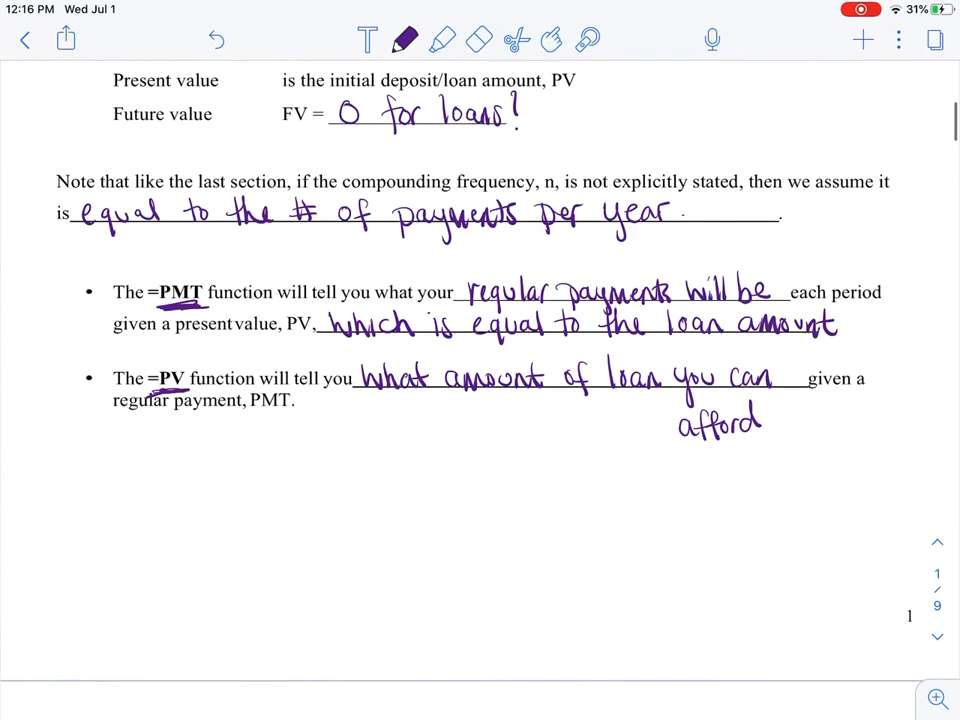 12:16 PM Wed Jul 1
31%
T
Present value is the initial deposit/loan amount, PV
Future value FV = 0 for loans!
Note that like the last section, if the compounding frequency, n, is not explicitly stated, then we assume it
is equal to the # of payments per year.
• The =PMT function will tell you what your regular payments will be each period
given a present value, PV, which is equal to the loan amount
• The =PV function will tell you what amount of loan you can given a
regular payment, PMT. afford
1
/
9
1